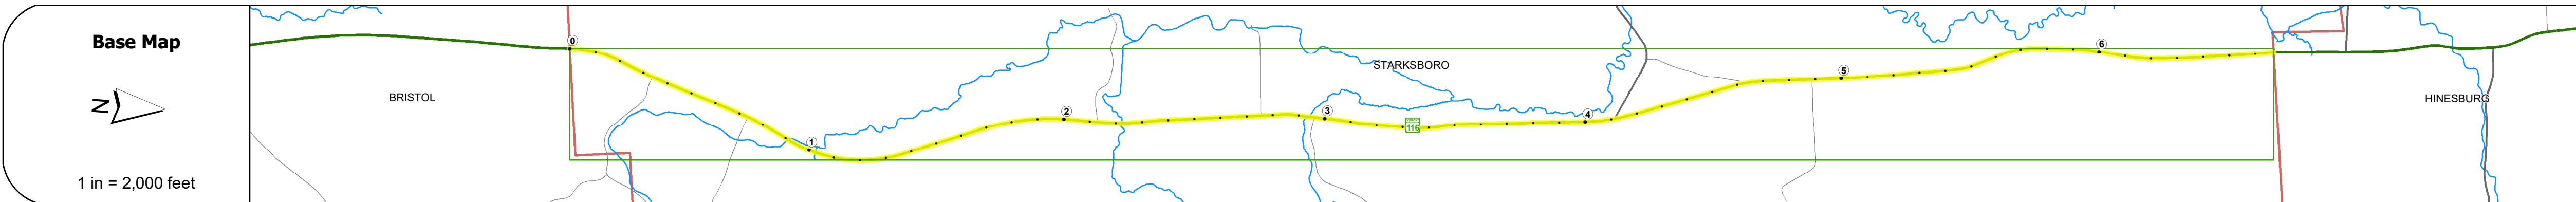 Base Map
N
1 in = 2,000 feet
BRISTOL
0
1
2
3
STARKSBORO
116
4
5
6
HINESBURG